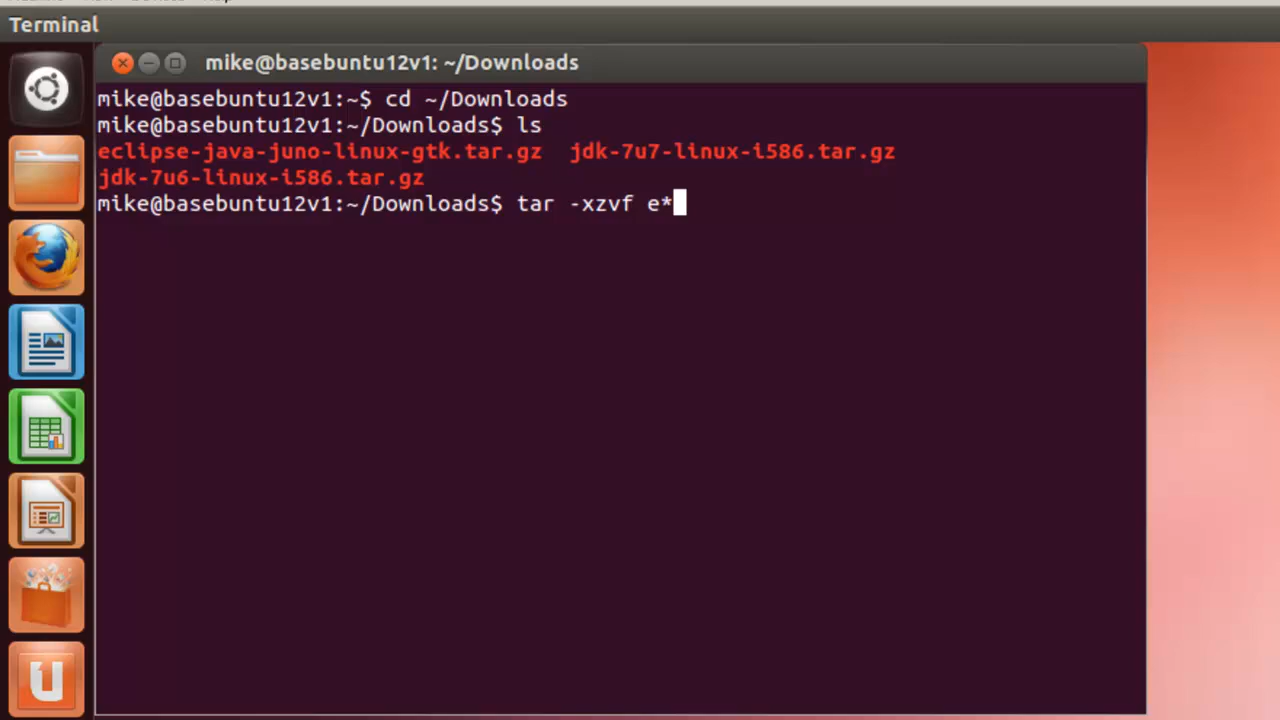 Terminal
mike@basebuntu12v1: ~/Downloads
mike@basebuntu12v1:~$ cd ~/Downloads
mike@basebuntu12v1:~/Downloads$ ls
eclipse-java-juno-linux-gtk.tar.gz  jdk-7u7-linux-i586.tar.gz
jdk-7u6-linux-i586.tar.gz
mike@basebuntu12v1:~/Downloads$ tar -xzvf e*